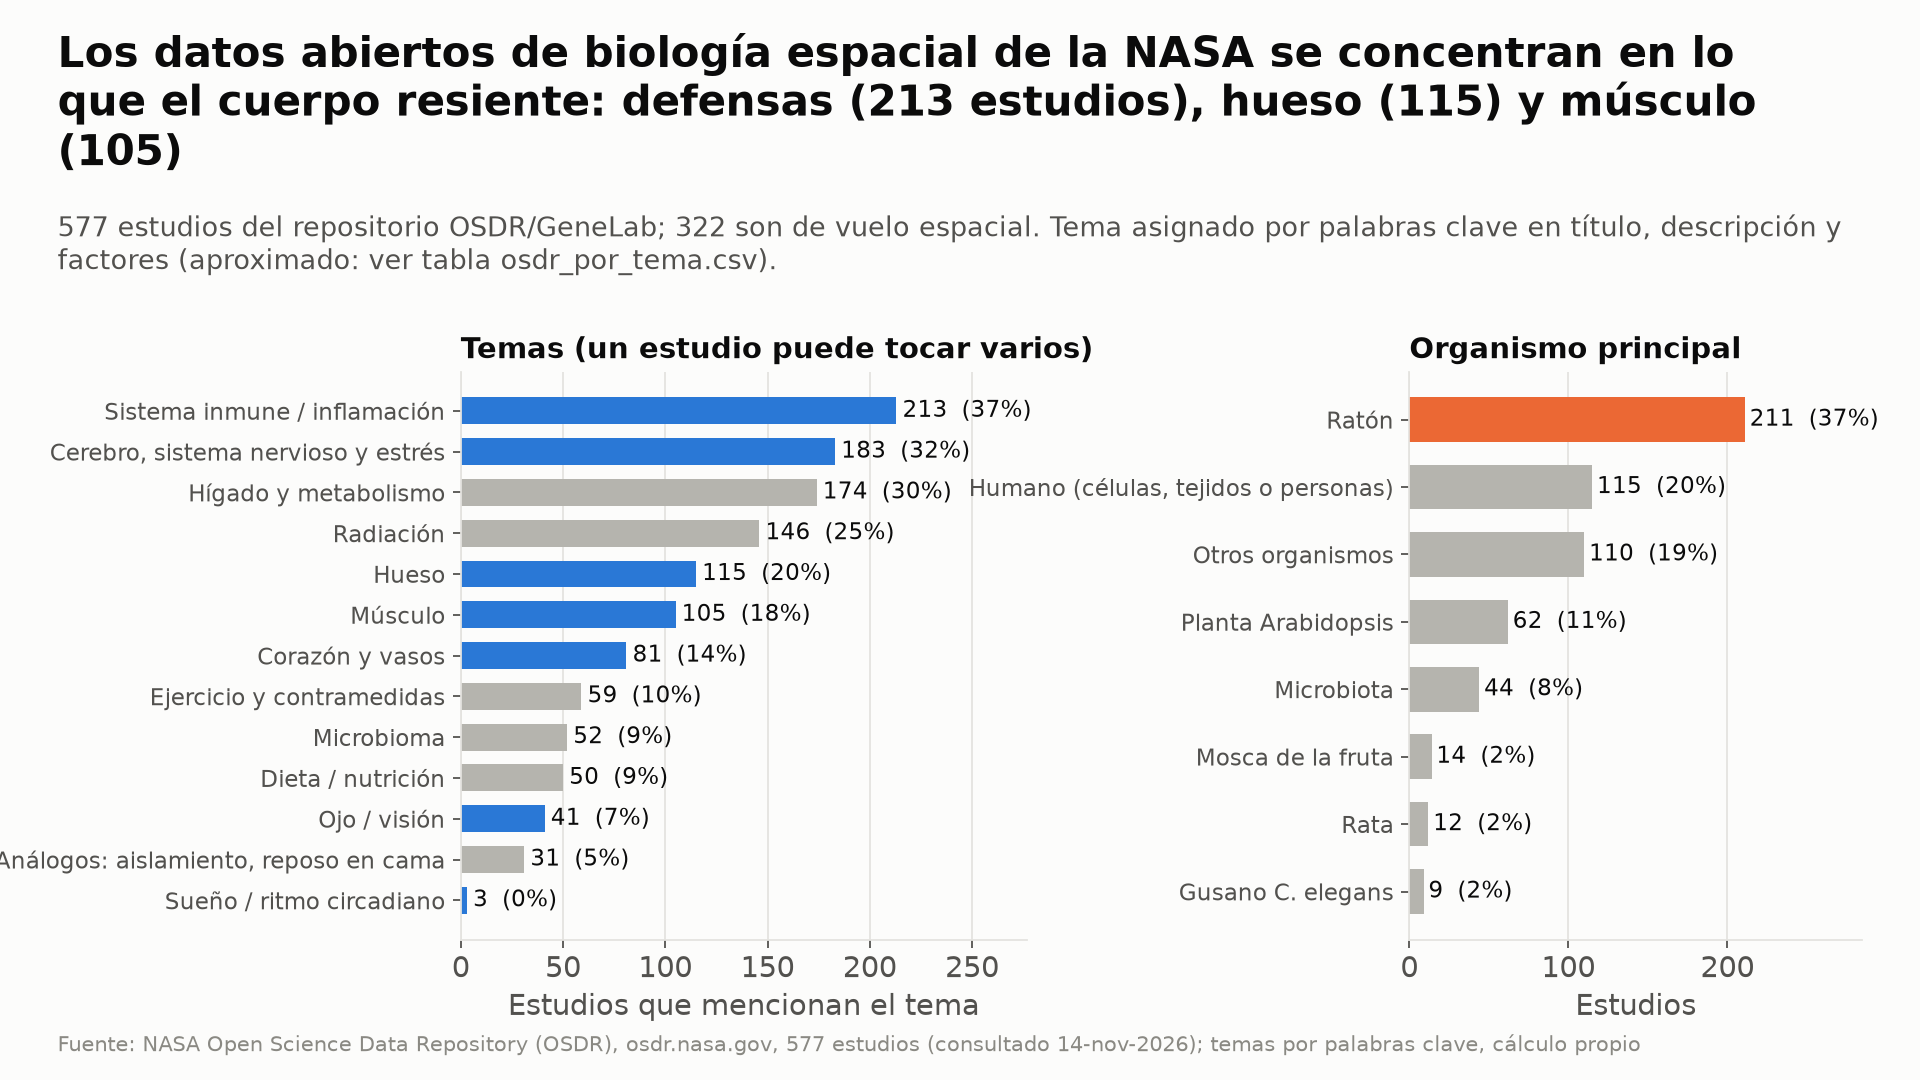 Los datos abiertos de biología espacial de la NASA se concentran en lo
que el cuerpo resiente: defensas (213 estudios), hueso (115) y músculo
(105)
577 estudios del repositorio OSDR/GeneLab; 322 son de vuelo espacial. Tema asignado por palabras clave en título, descripción y
factores (aproximado: ver tabla osdr_por_tema.csv).
Temas (un estudio puede tocar varios)
Sistema inmune / inflamación 213 (37%)
Cerebro, sistema nervioso y estrés 183 (32%)
Hígado y metabolismo 174 (30%)
Radiación 146 (25%)
Hueso 115 (20%)
Músculo 105 (18%)
Corazón y vasos 81 (14%)
Ejercicio y contramedidas 59 (10%)
Microbioma 52 (9%)
Dieta / nutrición 50 (9%)
Ojo / visión 41 (7%)
Análogos: aislamiento, reposo en cama 31 (5%)
Sueño / ritmo circadiano 3 (0%)
0 50 100 150 200 250
Estudios que mencionan el tema
Organismo principal
Ratón 211 (37%)
Humano (células, tejidos o personas) 115 (20%)
Otros organismos 110 (19%)
Planta Arabidopsis 62 (11%)
Microbiota 44 (8%)
Mosca de la fruta 14 (2%)
Rata 12 (2%)
Gusano C. elegans 9 (2%)
0 100 200
Estudios
Fuente: NASA Open Science Data Repository (OSDR), osdr.nasa.gov, 577 estudios (consultado 14-nov-2026); temas por palabras clave, cálculo propio